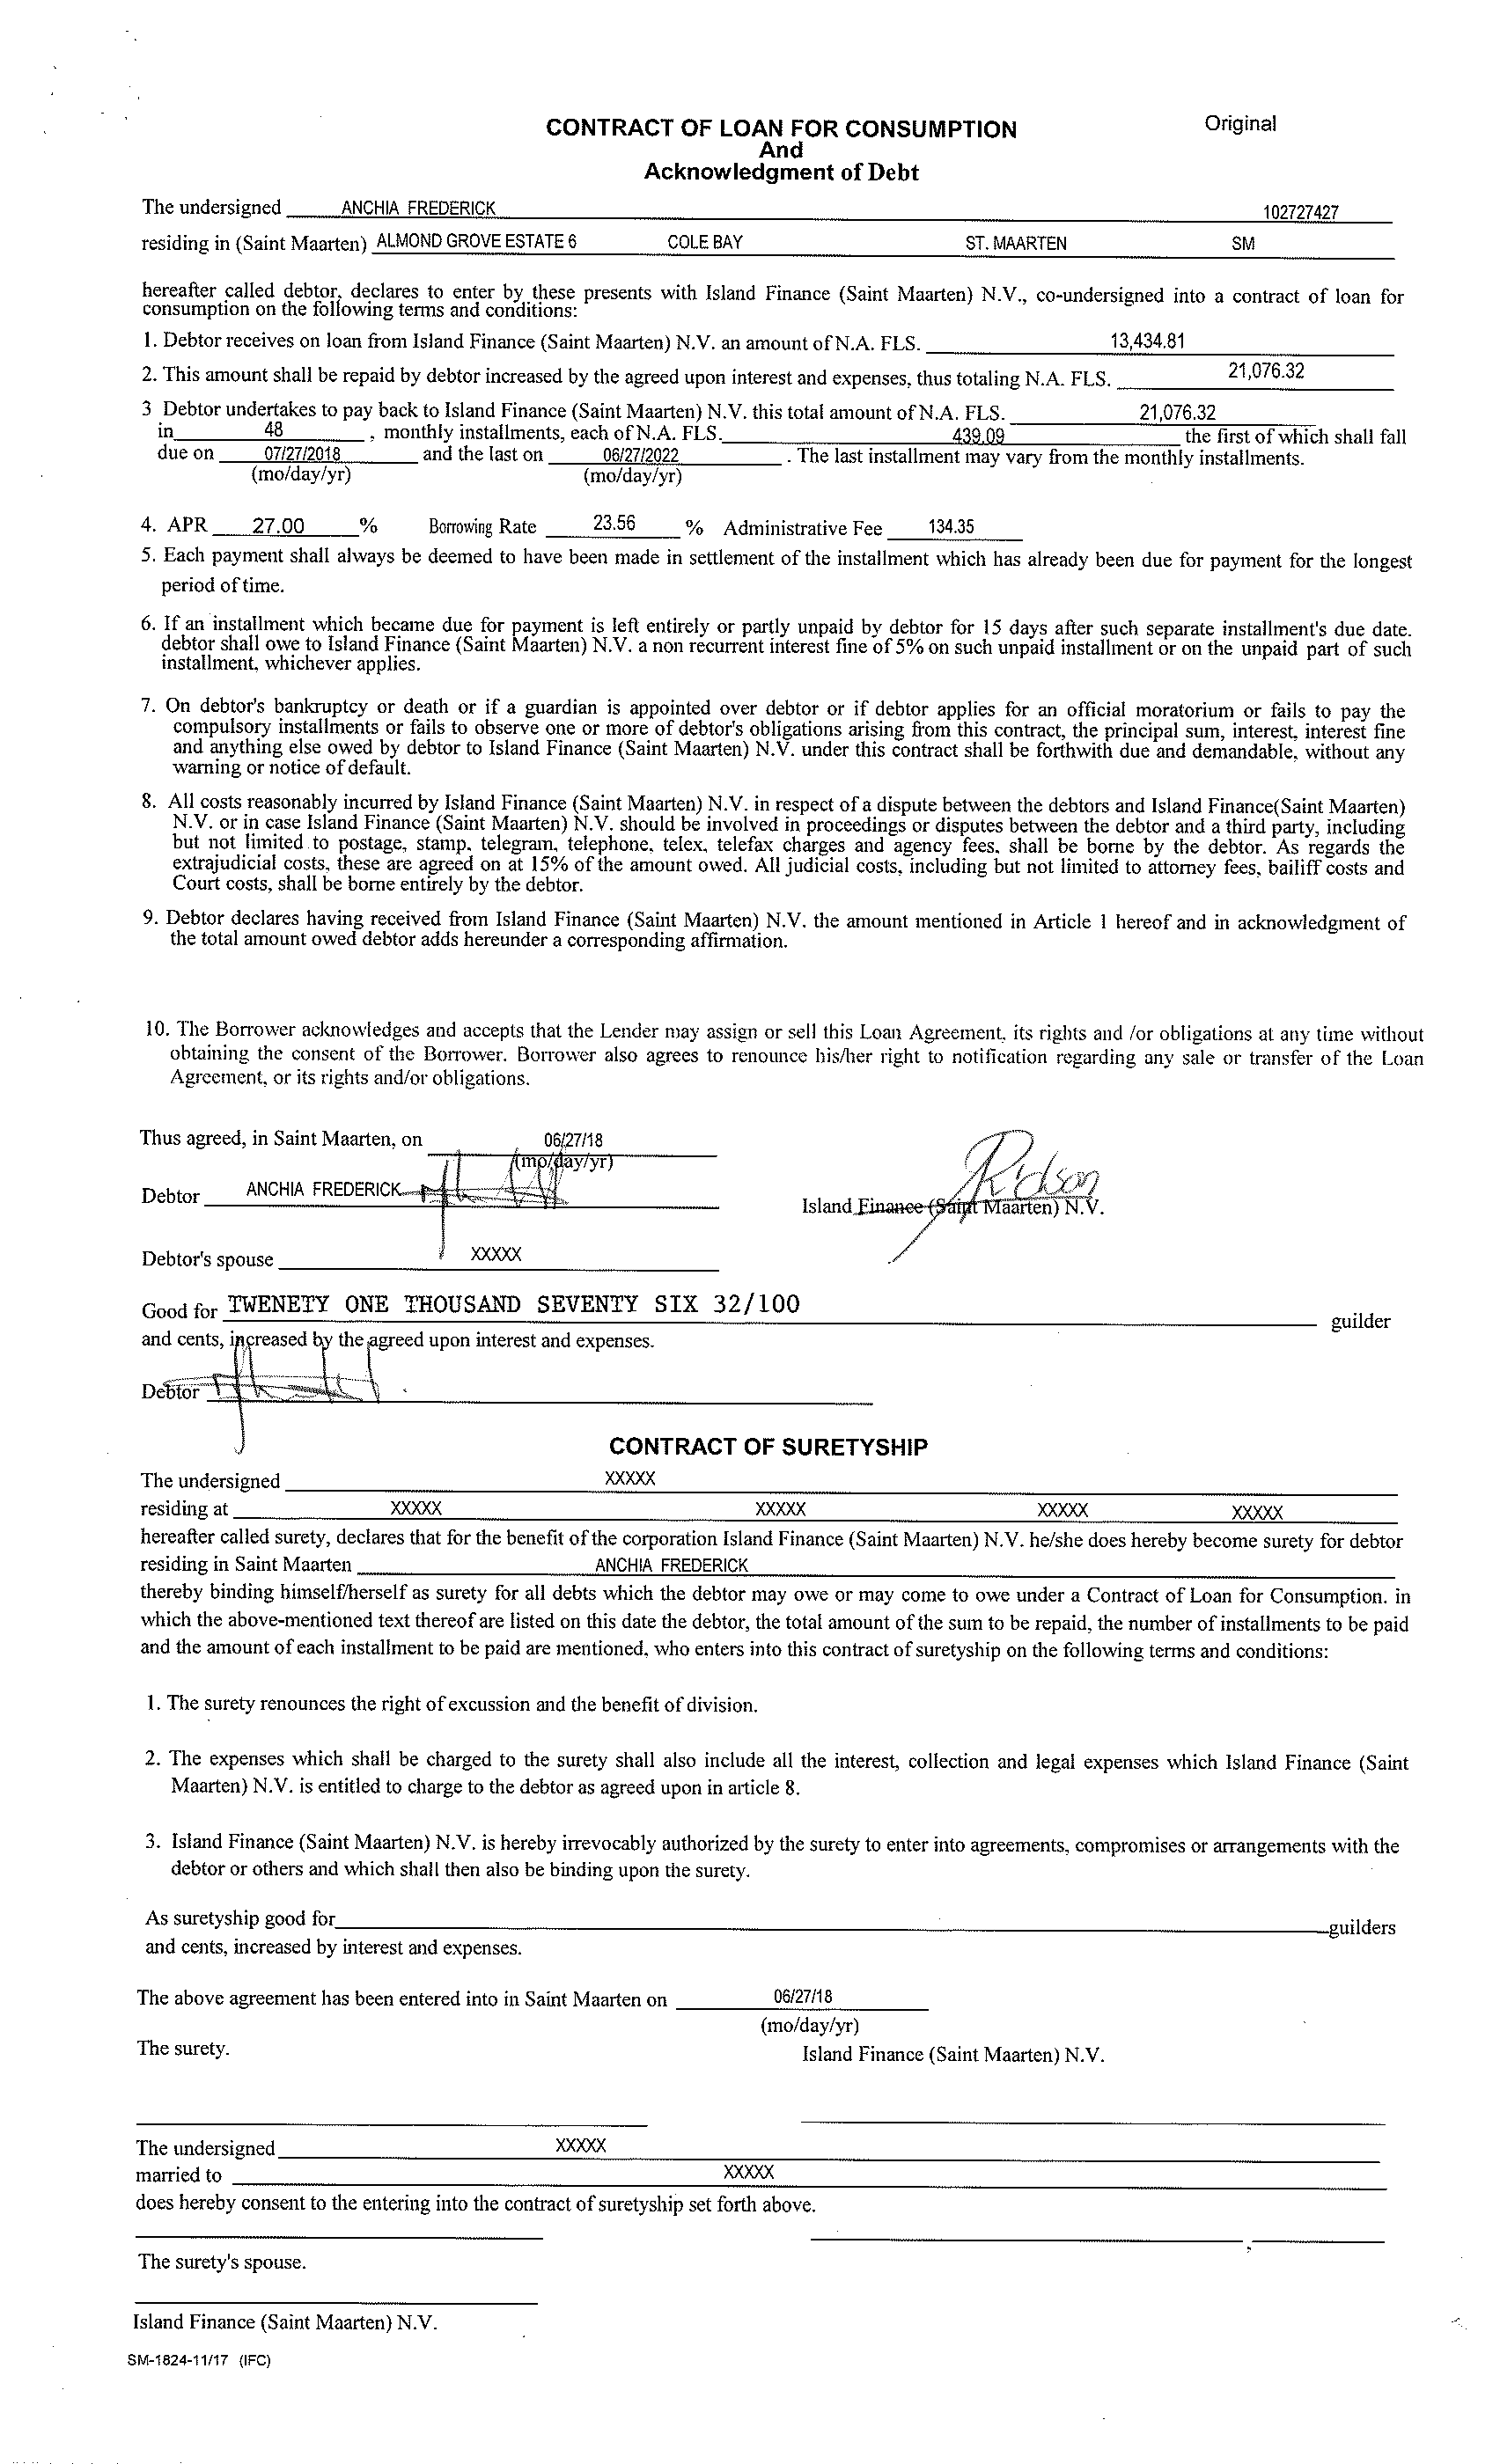 CONTRACT OF LOAN FOR CONSUMPTION Original
And
Acknowledgment of Debt
The undersigned ANCHIA FREDERICK 102727427
residing in (Saint Maarten) ALMOND GROVE ESTATE 6 COLE BAY ST. MAARTEN SM
hereafter called debtor, declares to enter by these presents with Island Finance (Saint Maarten) N.V., co-undersigned into a contract of loan for
consumption on the following terms and conditions:
1. Debtor receives on loan from Island Finance (Saint Maarten) N.V. an amount of N.A. FLS. 13,434.81
2. This amount shall be repaid by debtor increased by the agreed upon interest and expenses, thus totaling N.A. FLS. 21,076.32
3 Debtor undertakes to pay back to Island Finance (Saint Maarten) N.V. this total amount of N.A. FLS. 21,076.32
in 48 , monthly installments, each of N.A. FLS. 439.09 the first of which shall fall
due on 07/27/2018 and the last on 06/27/2022 . The last installment may vary from the monthly installments.
(mo/day/yr) (mo/day/yr)
4. APR 27.00 % Borrowing Rate 23.56 % Administrative Fee 134.35
5. Each payment shall always be deemed to have been made in settlement of the installment which has already been due for payment for the longest
period of time.
6. If an installment which became due for payment is left entirely or partly unpaid by debtor for 15 days after such separate installment's due date.
debtor shall owe to Island Finance (Saint Maarten) N.V. a non recurrent interest fine of 5% on such unpaid installment or on the unpaid part of such
installment, whichever applies.
7. On debtor's bankruptcy or death or if a guardian is appointed over debtor or if debtor applies for an official moratorium or fails to pay the
compulsory installments or fails to observe one or more of debtor's obligations arising from this contract, the principal sum, interest, interest fine
and anything else owed by debtor to Island Finance (Saint Maarten) N.V. under this contract shall be forthwith due and demandable, without any
warning or notice of default.
8. All costs reasonably incurred by Island Finance (Saint Maarten) N.V. in respect of a dispute between the debtors and Island Finance(Saint Maarten)
N.V. or in case Island Finance (Saint Maarten) N.V. should be involved in proceedings or disputes between the debtor and a third party, including
but not limited to postage, stamp, telegram, telephone, telex, telefax charges and agency fees, shall be borne by the debtor. As regards the
extrajudicial costs, these are agreed on at 15% of the amount owed. All judicial costs, including but not limited to attorney fees, bailiff costs and
Court costs, shall be borne entirely by the debtor.
9. Debtor declares having received from Island Finance (Saint Maarten) N.V. the amount mentioned in Article 1 hereof and in acknowledgment of
the total amount owed debtor adds hereunder a corresponding affirmation.
10. The Borrower acknowledges and accepts that the Lender may assign or sell this Loan Agreement, its rights and /or obligations at any time without
obtaining the consent of the Borrower. Borrower also agrees to renounce his/her right to notification regarding any sale or transfer of the Loan
Agreement, or its rights and/or obligations.
Thus agreed, in Saint Maarten, on 06/27/18
(mo/day/yr)
Debtor ANCHIA FREDERICK
Island Finance (Saint Maarten) N.V.
Debtor's spouse XXXXX
Good for TWENETY ONE THOUSAND SEVENTY SIX 32/100 guilder
and cents, increased by the agreed upon interest and expenses.
Debtor
CONTRACT OF SURETYSHIP
The undersigned XXXXX
residing at XXXXX XXXXX XXXXX XXXXX
hereafter called surety, declares that for the benefit of the corporation Island Finance (Saint Maarten) N.V. he/she does hereby become surety for debtor
residing in Saint Maarten ANCHIA FREDERICK
thereby binding himself/herself as surety for all debts which the debtor may owe or may come to owe under a Contract of Loan for Consumption. in
which the above-mentioned text thereof are listed on this date the debtor, the total amount of the sum to be repaid, the number of installments to be paid
and the amount of each installment to be paid are mentioned, who enters into this contract of suretyship on the following terms and conditions:
1. The surety renounces the right of excussion and the benefit of division.
2. The expenses which shall be charged to the surety shall also include all the interest, collection and legal expenses which Island Finance (Saint
Maarten) N.V. is entitled to charge to the debtor as agreed upon in article 8.
3. Island Finance (Saint Maarten) N.V. is hereby irrevocably authorized by the surety to enter into agreements, compromises or arrangements with the
debtor or others and which shall then also be binding upon the surety.
As suretyship good for guilders
and cents, increased by interest and expenses.
The above agreement has been entered into in Saint Maarten on 06/27/18
(mo/day/yr)
The surety.
Island Finance (Saint Maarten) N.V.
The undersigned XXXXX
married to XXXXX
does hereby consent to the entering into the contract of suretyship set forth above.
The surety's spouse.
Island Finance (Saint Maarten) N.V.
SM-1824-11/17 (IFC)